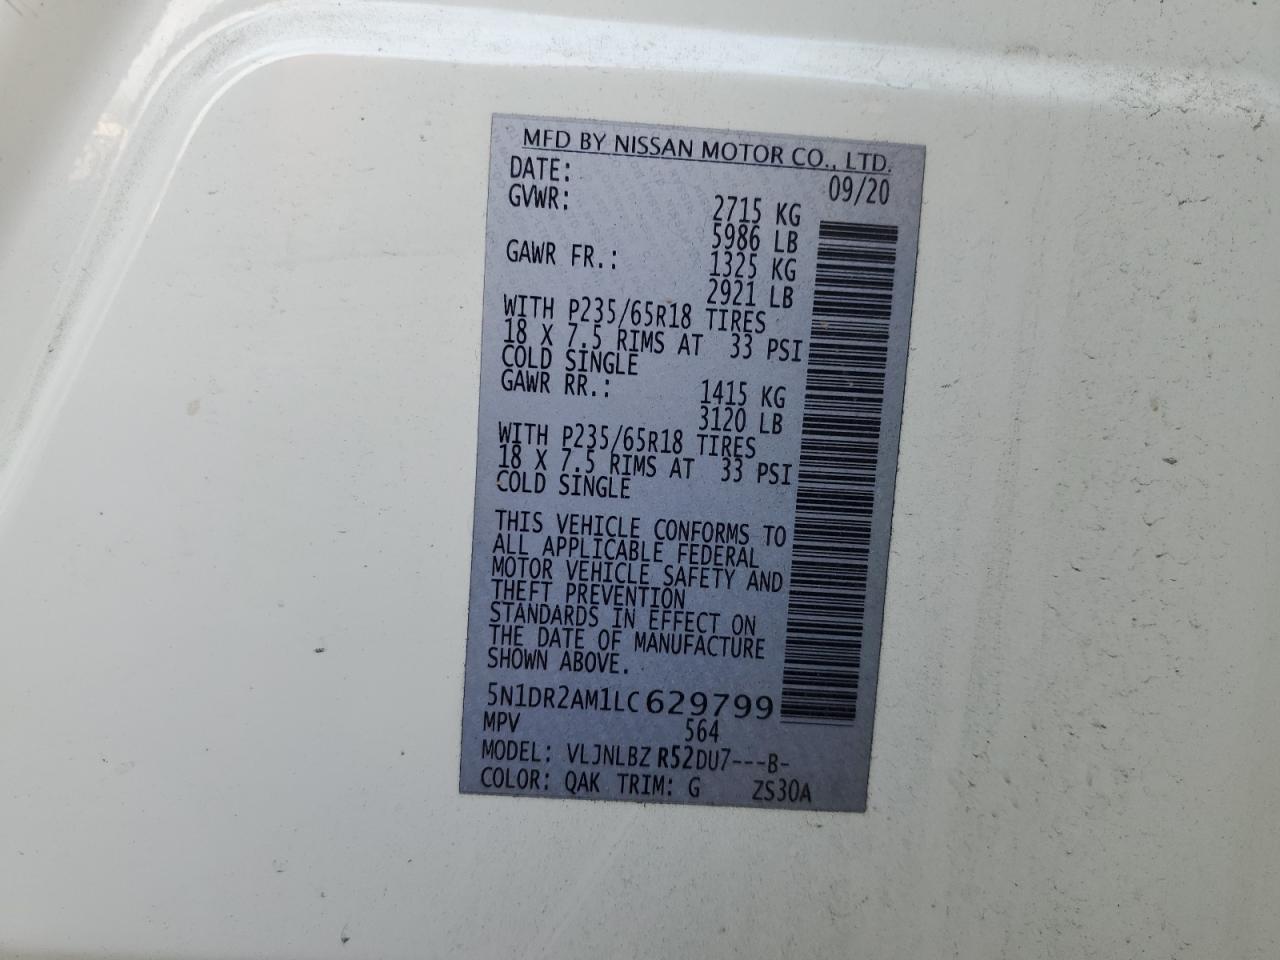 MFD BY NISSAN MOTOR CO., LTD.
DATE: 09/20
GVWR: 2715 KG
5986 LB
GAWR FR.: 1325 KG
2921 LB
WITH P235/65R18 TIRES
18 X 7.5 RIMS AT 33 PSI
COLD SINGLE
GAWR RR.: 1415 KG
3120 LB
WITH P235/65R18 TIRES
18 X 7.5 RIMS AT 33 PSI
COLD SINGLE
THIS VEHICLE CONFORMS TO
ALL APPLICABLE FEDERAL
MOTOR VEHICLE SAFETY AND
THEFT PREVENTION
STANDARDS IN EFFECT ON
THE DATE OF MANUFACTURE
SHOWN ABOVE.
5N1DR2AM1LC629799
MPV 564
MODEL: VLJNLBZ R52DU7---B-
COLOR: QAK TRIM: G ZS30A